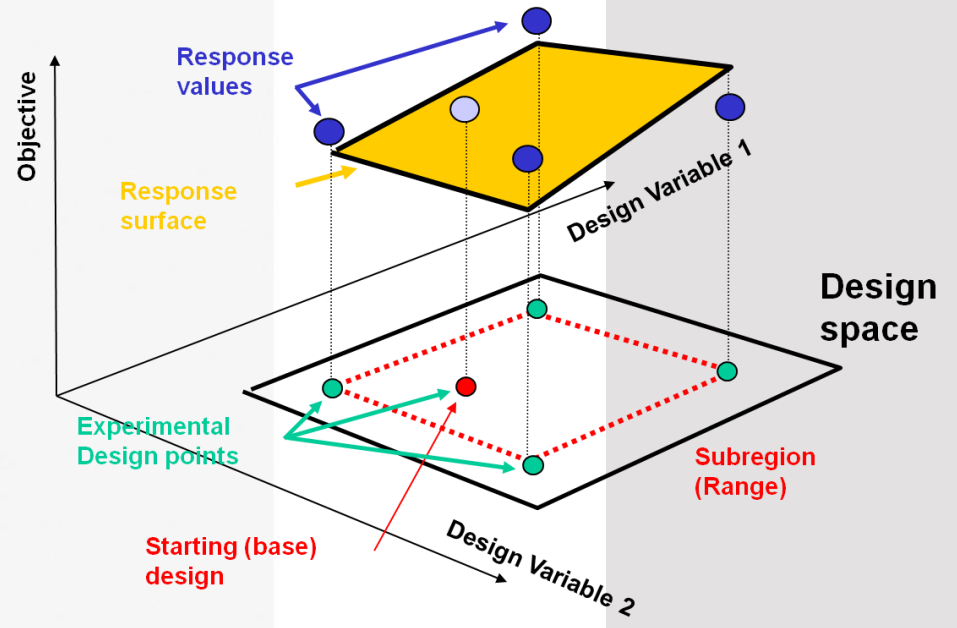 Response
values
Objective
Response
surface
Design Variable 1
Design
space
Experimental
Design points
Subregion
(Range)
Starting (base)
design
Design Variable 2